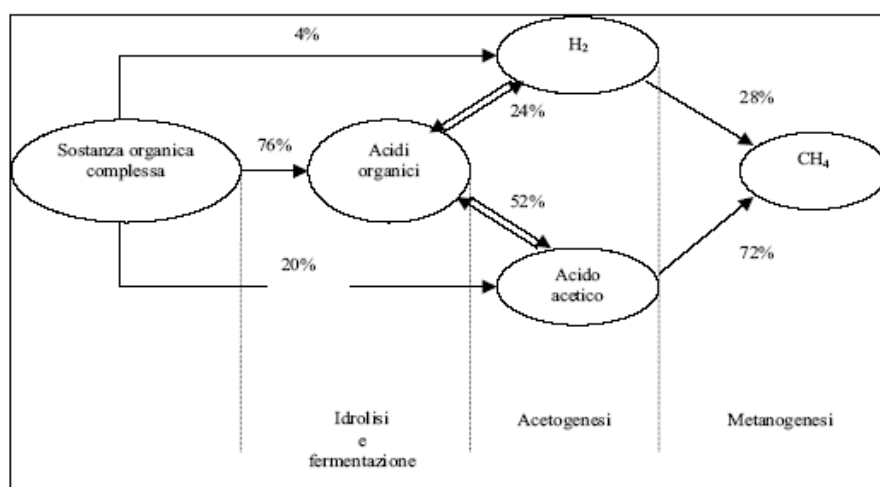 4%
H₂
24%
28%
Sostanza organica
complessa
76%
Acidi
organici
CH₄
52%
20%
Acido
acetico
72%
Idrolisi
e
fermentazione
Acetogenesi
Metanogenesi